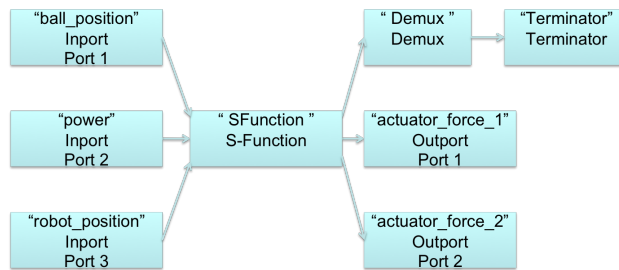 “ball_position”
Inport
Port 1
“ Demux ”
Demux
“Terminator”
Terminator
“power”
Inport
Port 2
“ SFunction ”
S-Function
“actuator_force_1”
Outport
Port 1
“robot_position”
Inport
Port 3
“actuator_force_2”
Outport
Port 2